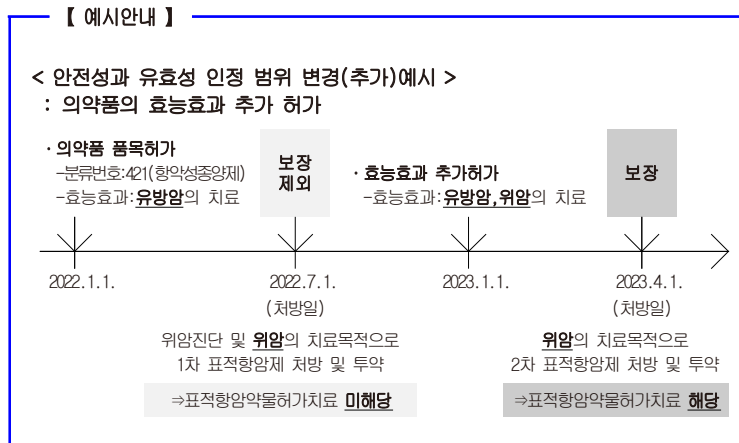 【 예시안내 】
< 안전성과 유효성 인정 범위 변경(추가)예시 >
: 의약품의 효능효과 추가 허가
· 의약품 품목허가
-분류번호:421(항악성종양제)
-효능효과:유방암의 치료
보장
제외
· 효능효과 추가허가
-효능효과:유방암,위암의 치료
보장
2022.1.1.
2022.7.1.
(처방일)
2023.1.1.
2023.4.1.
(처방일)
위암진단 및 위암의 치료목적으로
1차 표적항암제 처방 및 투약
⇒표적항암약물허가치료 미해당
위암의 치료목적으로
2차 표적항암제 처방 및 투약
⇒표적항암약물허가치료 해당